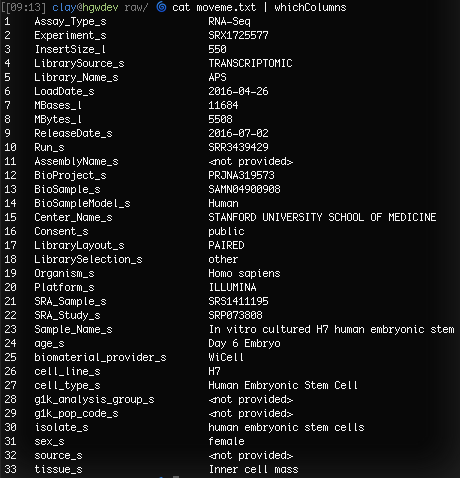 [[09:13] clay@hgwdev raw/ 🌀 cat moveme.txt | whichColumns
1 Assay_Type_s RNA-Seq
2 Experiment_s SRX1725577
3 InsertSize_l 550
4 LibrarySource_s TRANSCRIPTOMIC
5 Library_Name_s APS
6 LoadDate_s 2016-04-26
7 MBases_l 11684
8 MBytes_l 5508
9 ReleaseDate_s 2016-07-02
10 Run_s SRR3439429
11 AssemblyName_s <not provided>
12 BioProject_s PRJNA319573
13 BioSample_s SAMN04900908
14 BioSampleModel_s Human
15 Center_Name_s STANFORD UNIVERSITY SCHOOL OF MEDICINE
16 Consent_s public
17 LibraryLayout_s PAIRED
18 LibrarySelection_s other
19 Organism_s Homo sapiens
20 Platform_s ILLUMINA
21 SRA_Sample_s SRS1411195
22 SRA_Study_s SRP073808
23 Sample_Name_s In vitro cultured H7 human embryonic stem
24 age_s Day 6 Embryo
25 biomaterial_provider_s WiCell
26 cell_line_s H7
27 cell_type_s Human Embryonic Stem Cell
28 g1k_analysis_group_s <not provided>
29 g1k_pop_code_s <not provided>
30 isolate_s human embryonic stem cells
31 sex_s female
32 source_s <not provided>
33 tissue_s Inner cell mass